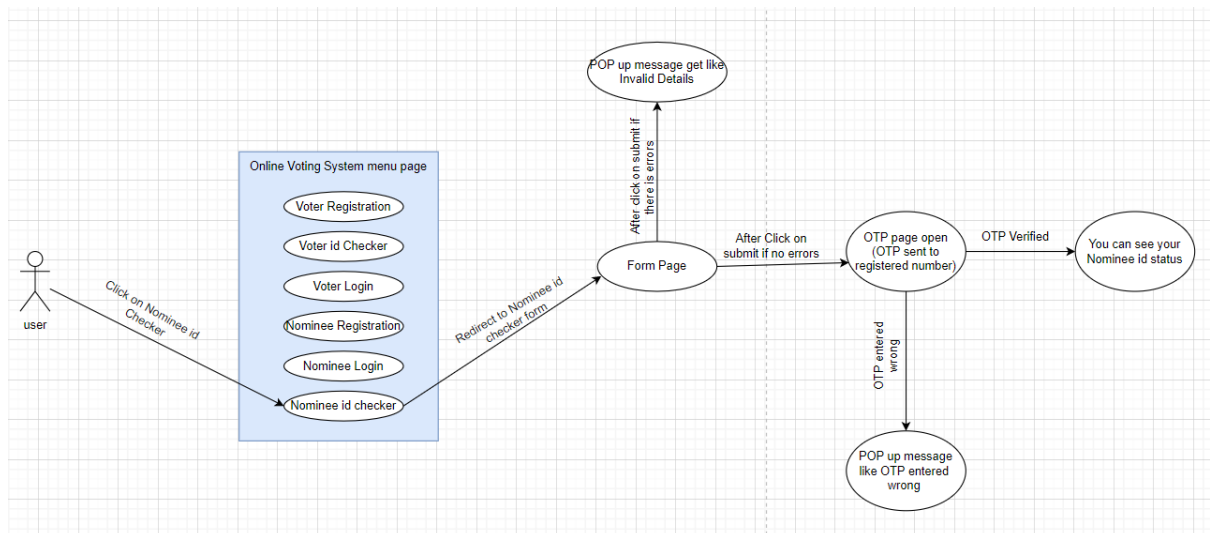 POP up message get like
Invalid Details
After click on submit if
there is errors
Online Voting System menu page
Voter Registration
Voter id Checker
Voter Login
Nominee Registration
Nominee Login
Nominee id checker
user
Click on Nominee id
Checker
Redirect to Nominee id
checker form
Form Page
After Click on
submit if no errors
OTP page open
(OTP sent to
registered number)
OTP Verified
You can see your
Nominee id status
OTP entered
wrong
POP up message
like OTP entered
wrong